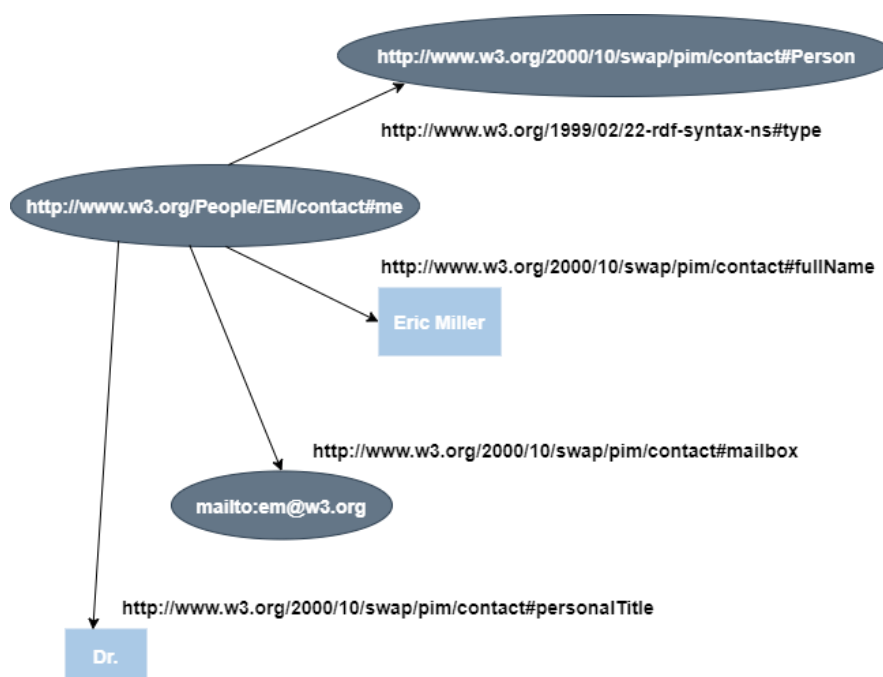 http://www.w3.org/2000/10/swap/pim/contact#Person
http://www.w3.org/1999/02/22-rdf-syntax-ns#type
http://www.w3.org/People/EM/contact#me
http://www.w3.org/2000/10/swap/pim/contact#fullName
Eric Miller
http://www.w3.org/2000/10/swap/pim/contact#mailbox
mailto:em@w3.org
http://www.w3.org/2000/10/swap/pim/contact#personalTitle
Dr.